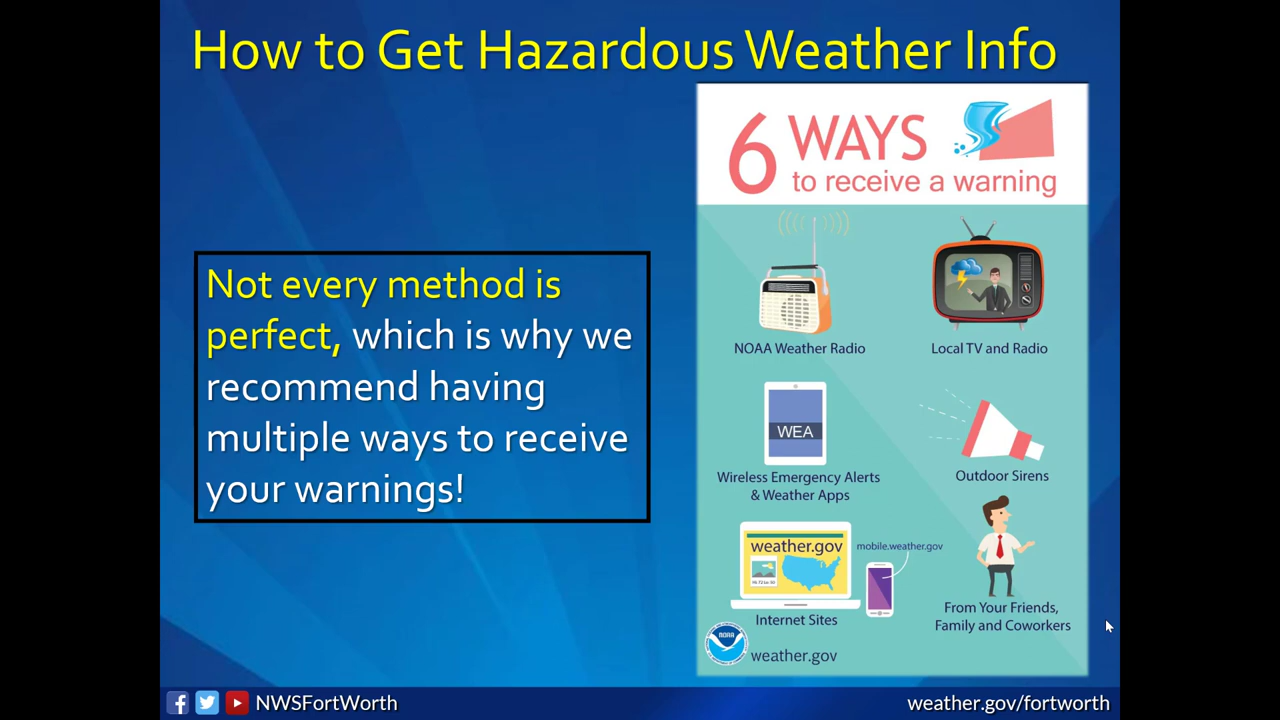 How to Get Hazardous Weather Info
Not every method is
perfect, which is why we
recommend having
multiple ways to receive
your warnings!
6 WAYS
to receive a warning
NOAA Weather Radio
Local TV and Radio
WEA
Wireless Emergency Alerts
& Weather Apps
Outdoor Sirens
weather.gov
mobile.weather.gov
Internet Sites
From Your Friends,
Family and Coworkers
NOAA
weather.gov
NWSFortWorth
weather.gov/fortworth